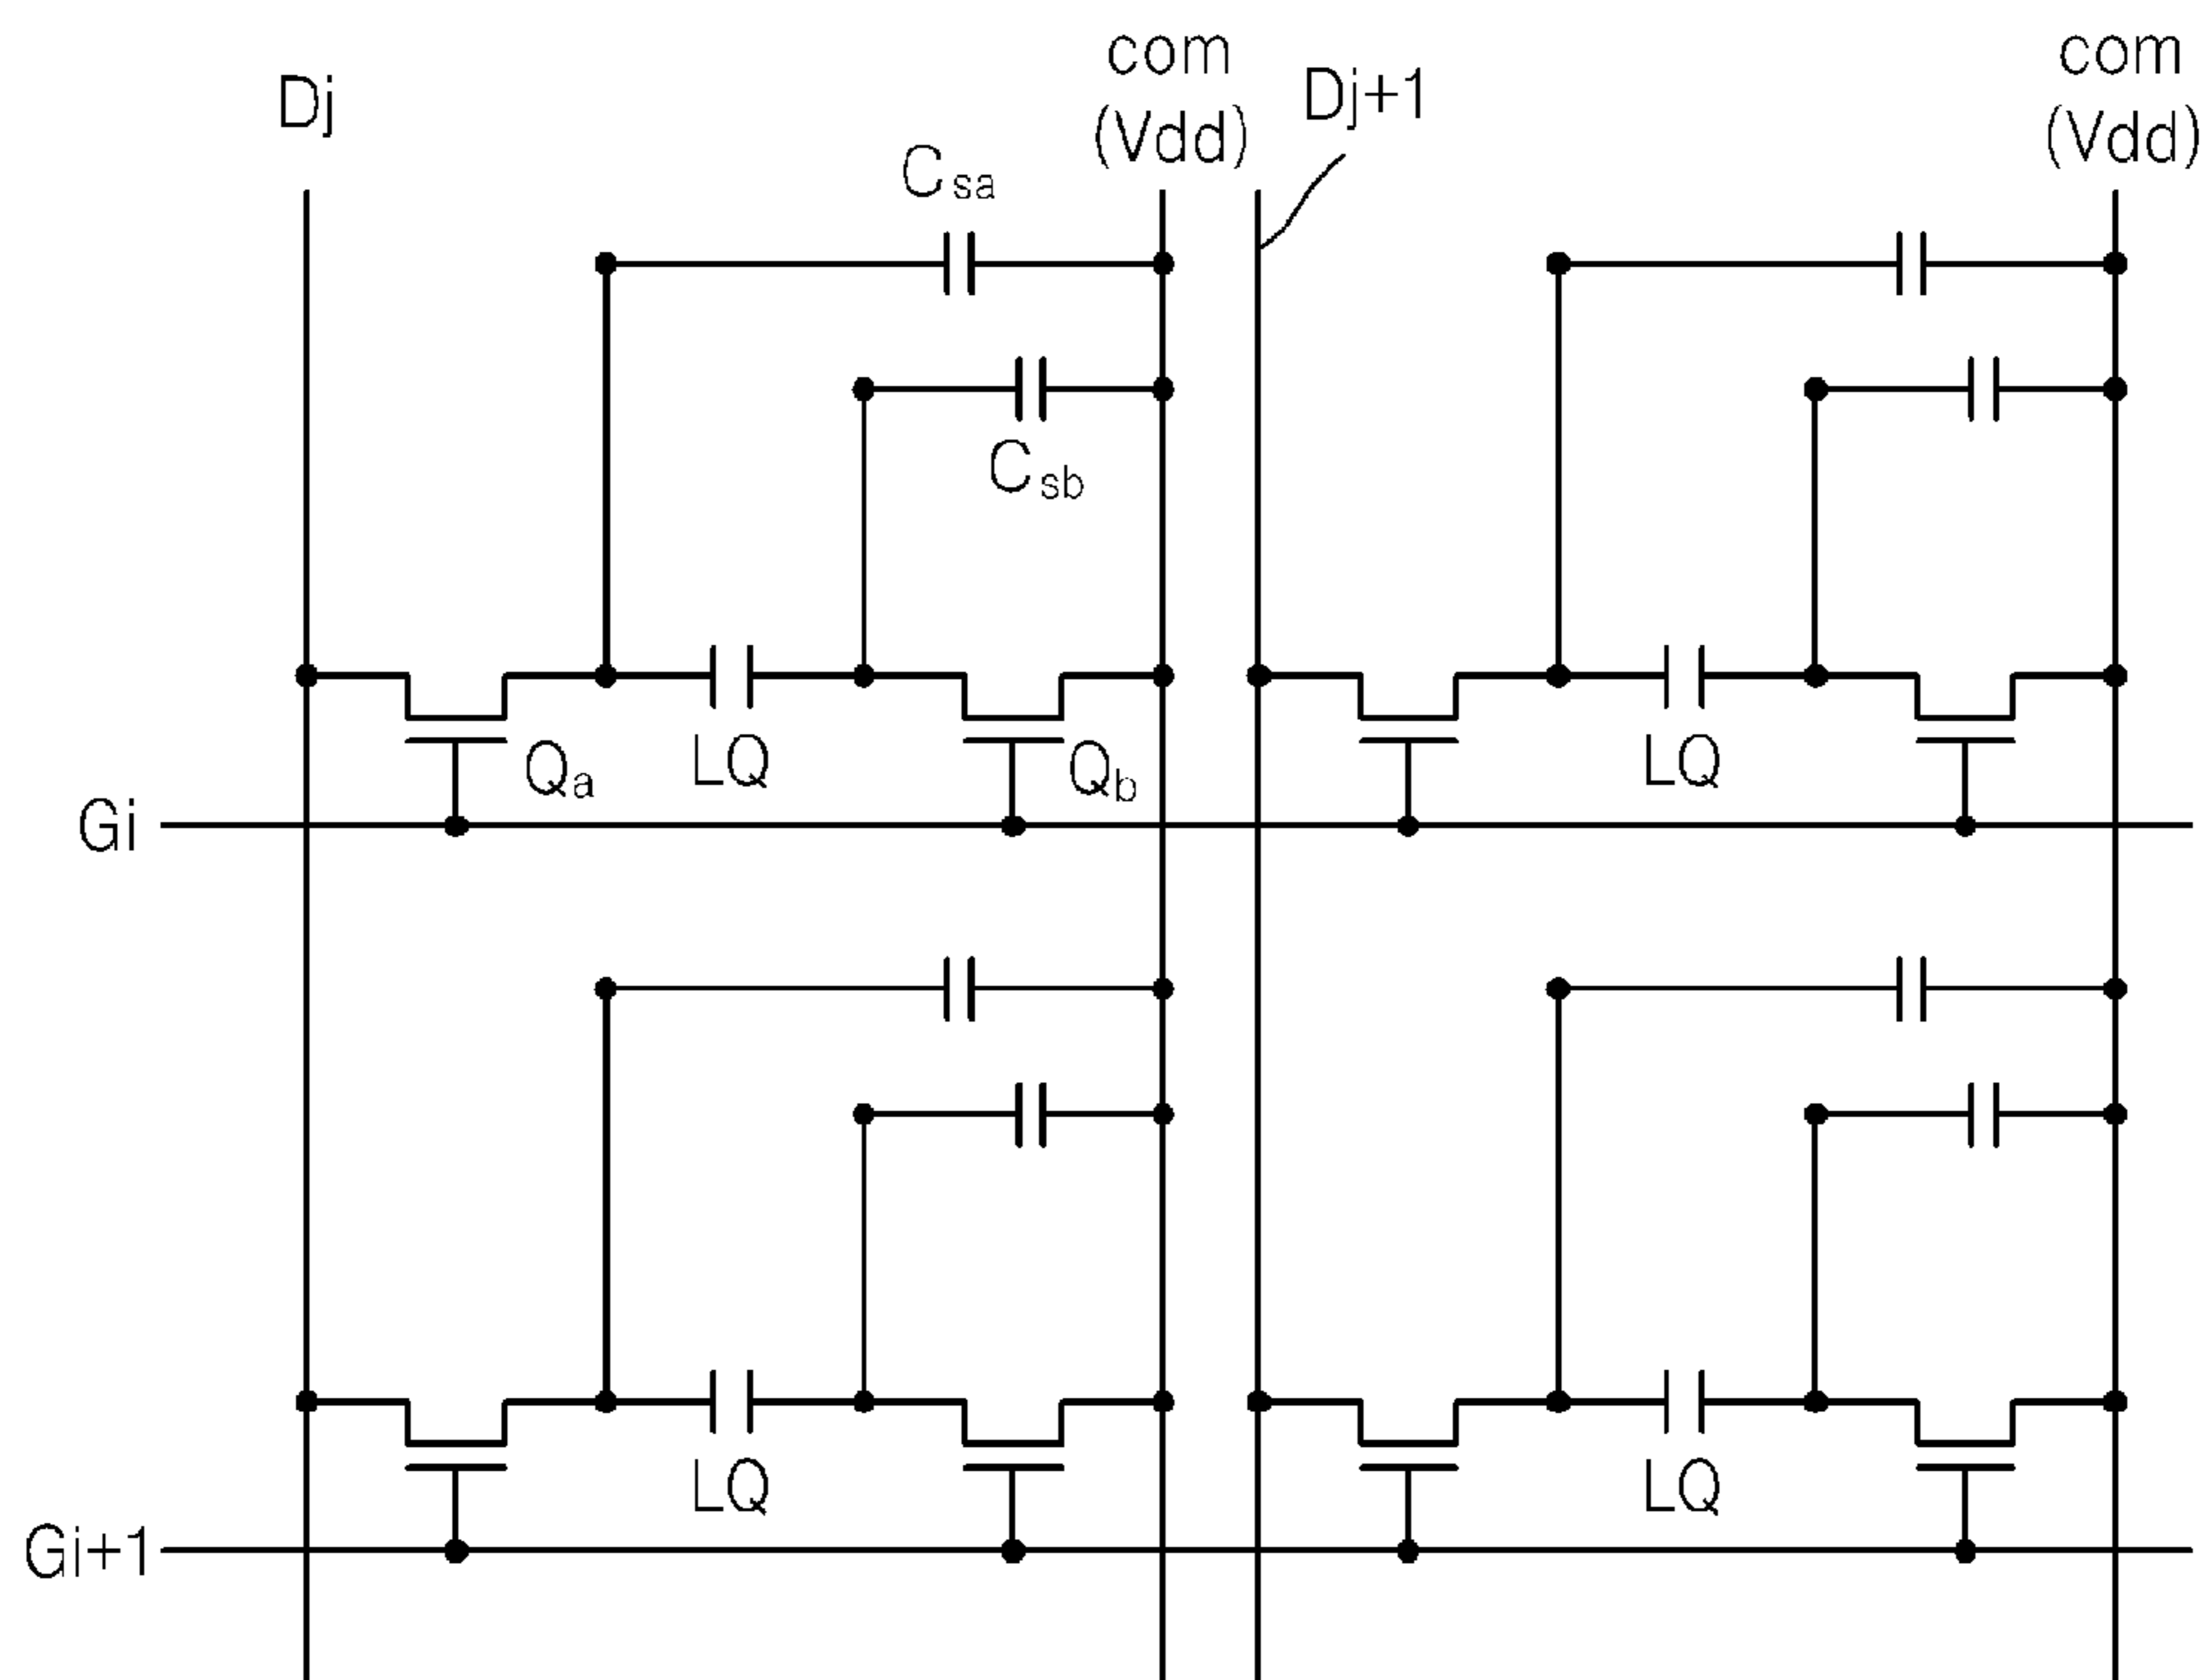 com
com
Dj
Dj+1
(Vdd)
(Vdd)
Csa
Csb
LQ
LQ
Qa
Qb
Gi
LQ
LQ
Gi+1